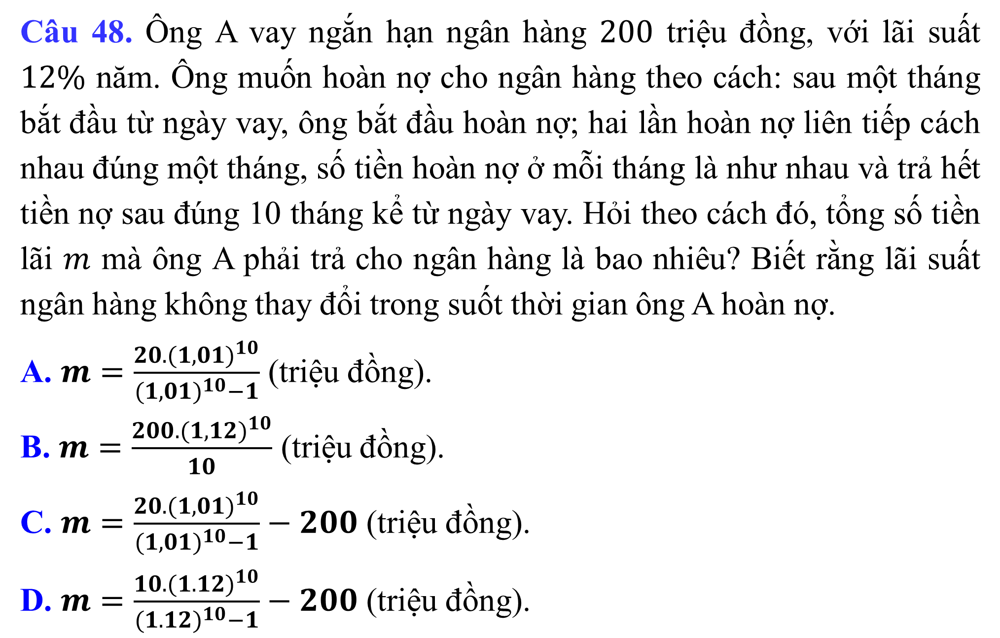 Câu 48. Ông A vay ngắn hạn ngân hàng 200 triệu đồng, với lãi suất
12% năm. Ông muốn hoàn nợ cho ngân hàng theo cách: sau một tháng
bắt đầu từ ngày vay, ông bắt đầu hoàn nợ; hai lần hoàn nợ liên tiếp cách
nhau đúng một tháng, số tiền hoàn nợ ở mỗi tháng là như nhau và trả hết
tiền nợ sau đúng 10 tháng kể từ ngày vay. Hỏi theo cách đó, tổng số tiền
lãi m mà ông A phải trả cho ngân hàng là bao nhiêu? Biết rằng lãi suất
ngân hàng không thay đổi trong suốt thời gian ông A hoàn nợ.
A. m = \frac{20.(1,01)^{10}}{(1,01)^{10}-1} (triệu đồng).
B. m = \frac{200.(1,12)^{10}}{10} (triệu đồng).
C. m = \frac{20.(1,01)^{10}}{(1,01)^{10}-1} − 200 (triệu đồng).
D. m = \frac{10.(1.12)^{10}}{(1.12)^{10}-1} − 200 (triệu đồng).